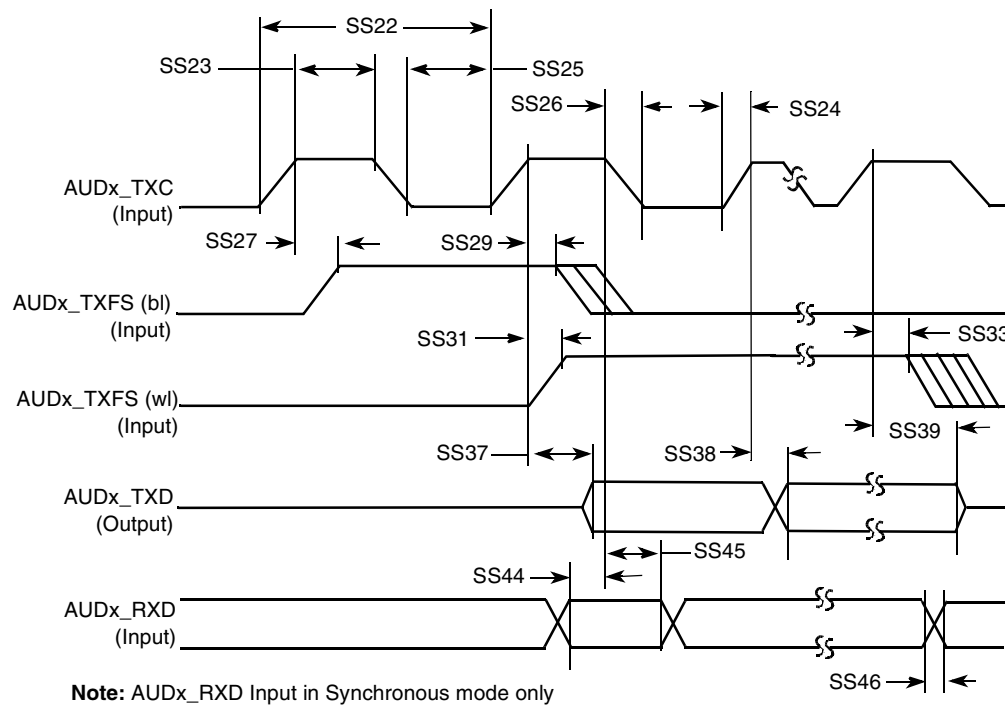 SS22
SS23
SS25
SS26
SS24
AUDx_TXC
(Input)
SS27
SS29
AUDx_TXFS (bl)
(Input)
SS31
SS33
AUDx_TXFS (wl)
(Input)
SS39
SS37
SS38
AUDx_TXD
(Output)
SS45
SS44
AUDx_RXD
(Input)
SS46
Note: AUDx_RXD Input in Synchronous mode only